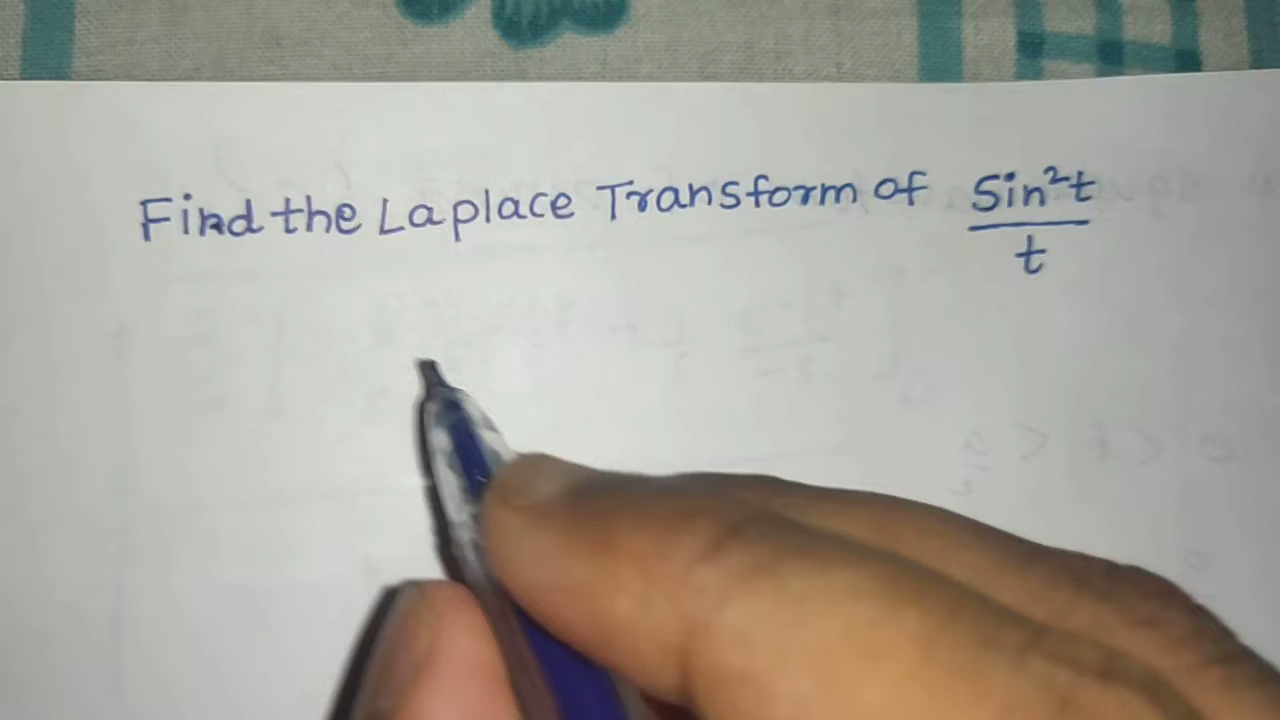 Find the Laplace Transform of Sin²t
t